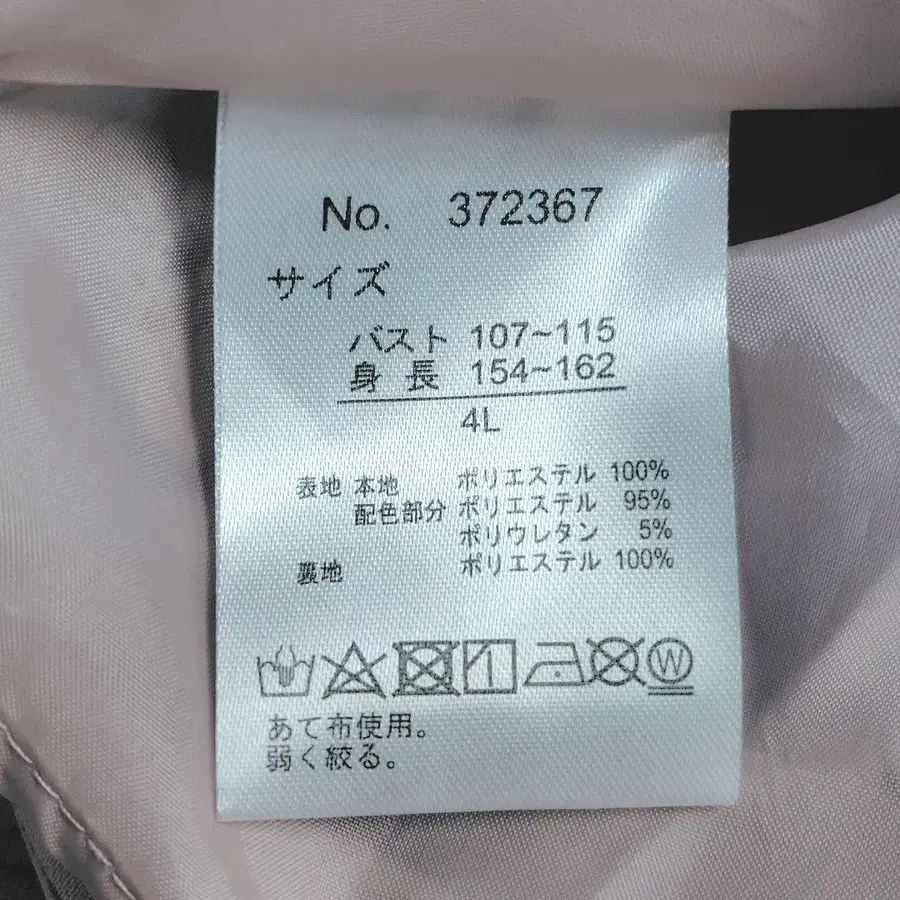 No. 372367
サイズ
バスト 107~115
身長 154~162
4L
表地 本地 ポリエステル 100%
配色部分 ポリエステル 95%
ポリウレタン 5%
裏地 ポリエステル 100%
W
あて布使用。
弱く絞る。